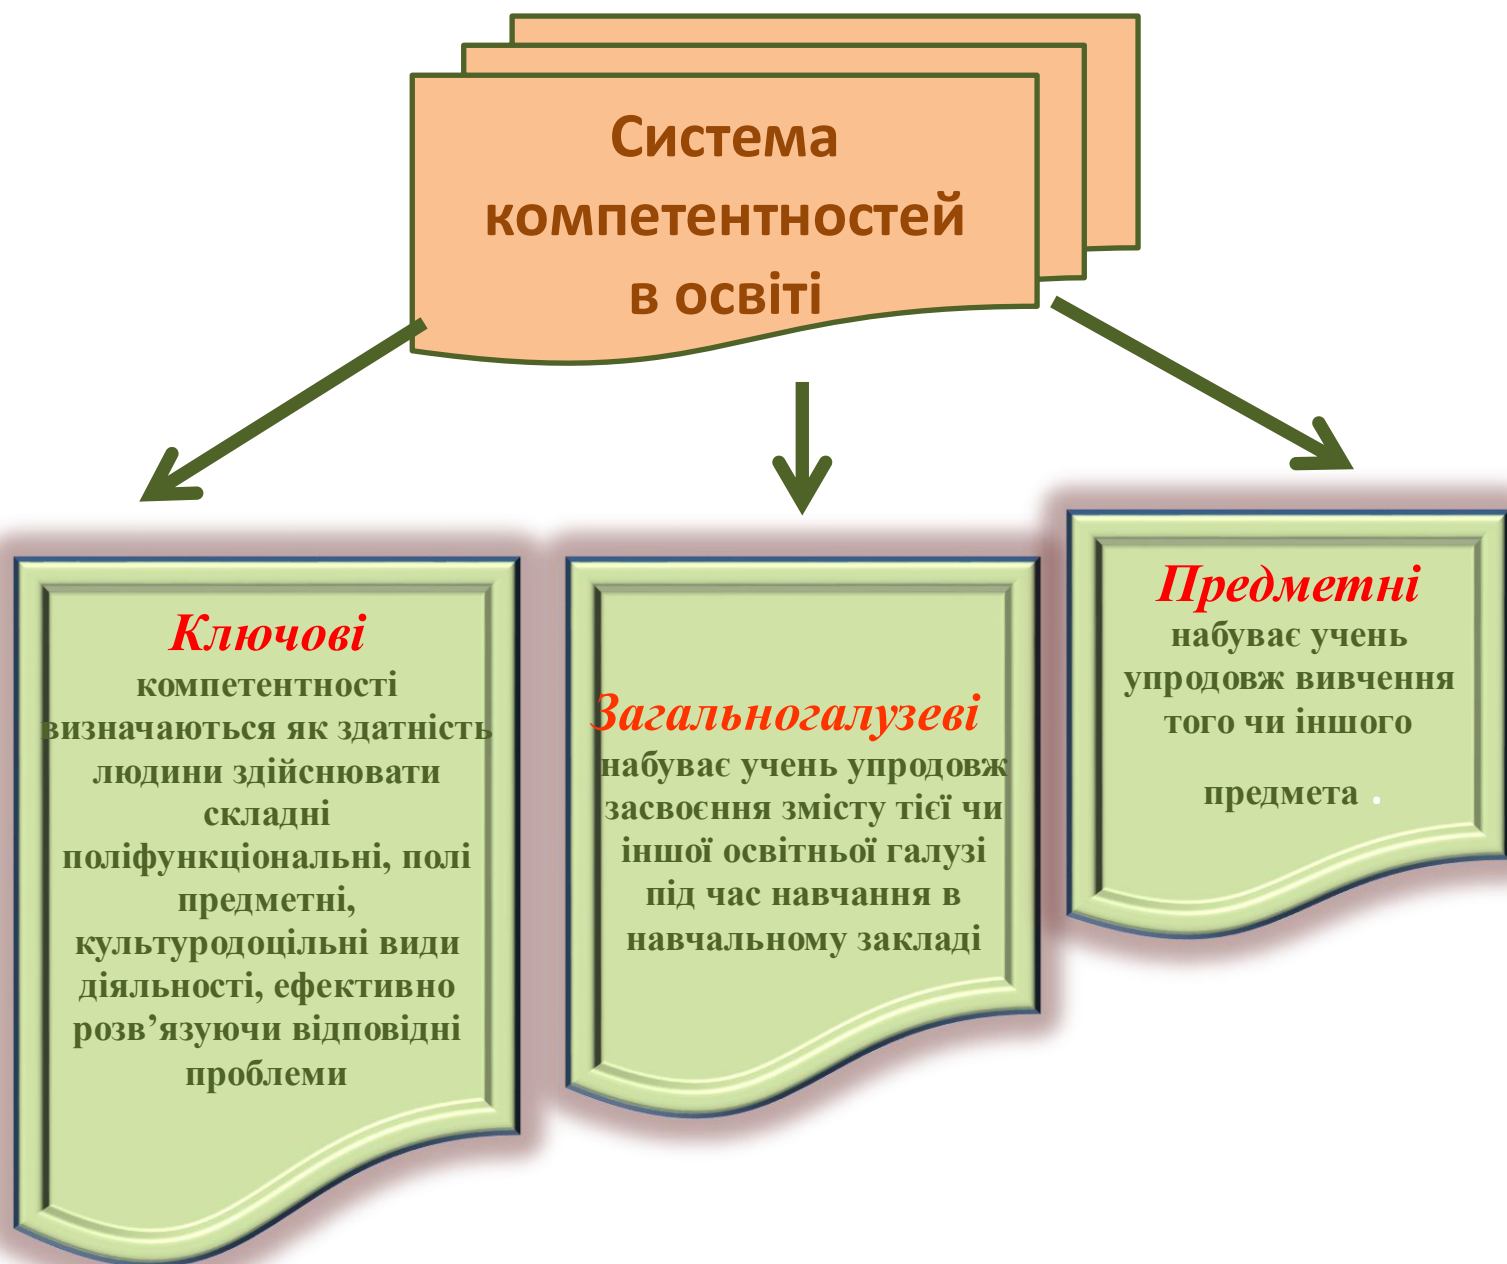 Система
компетентностей
в освіті
Ключові
компетентності
визначаються як здатність
людини здійснювати
складні
поліфункціональні, полі
предметні,
культуродоцільні види
діяльності, ефективно
розв’язуючи відповідні
проблеми
Загальногалузеві
набуває учень упродовж
засвоєння змісту тієї чи
іншої освітньої галузі
під час навчання в
навчальному закладі
Предметні
набуває учень
упродовж вивчення
того чи іншого
предмета .